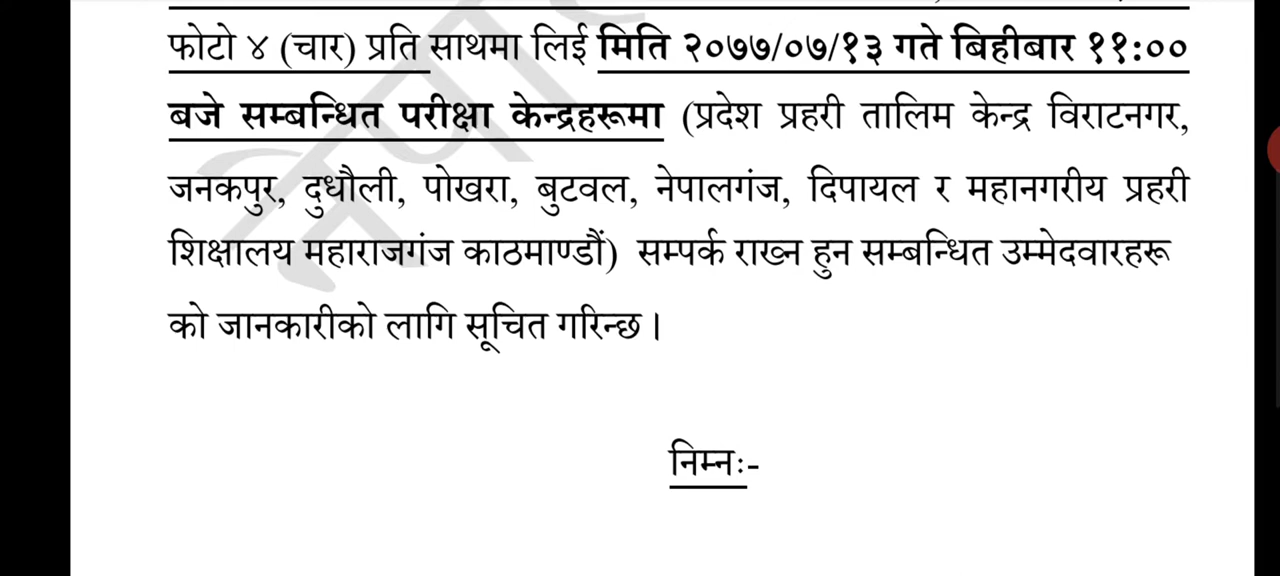 फोटो ४ (चार) प्रति साथमा लिई मिति २०७७/०७/१३ गते बिहीबार ११:००
बजे सम्बन्धित परीक्षा केन्द्रहरूमा (प्रदेश प्रहरी तालिम केन्द्र विराटनगर,
जनकपुर, दुधौली, पोखरा, बुटवल, नेपालगंज, दिपायल र महानगरीय प्रहरी
शिक्षालय महाराजगंज काठमाण्डौं) सम्पर्क राख्न हुन सम्बन्धित उम्मेदवारहरू
को जानकारीको लागि सूचित गरिन्छ।
निम्नः-